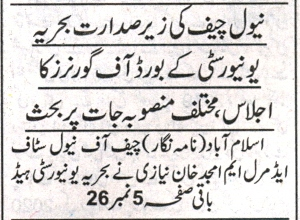 نیول چیف کی زیر صدارت بحریہ
یونیورسٹی کے بورڈ آف گورنرز کا
اجلاس، مختلف منصوبہ جات پر بحث
اسلام آباد (نامہ نگار) چیف آف نیول سٹاف
ایڈمرل ایم امجد خان نیازی نے بحریہ یونیورسٹی ہیڈ
باقی صفحہ 5 نمبر 26